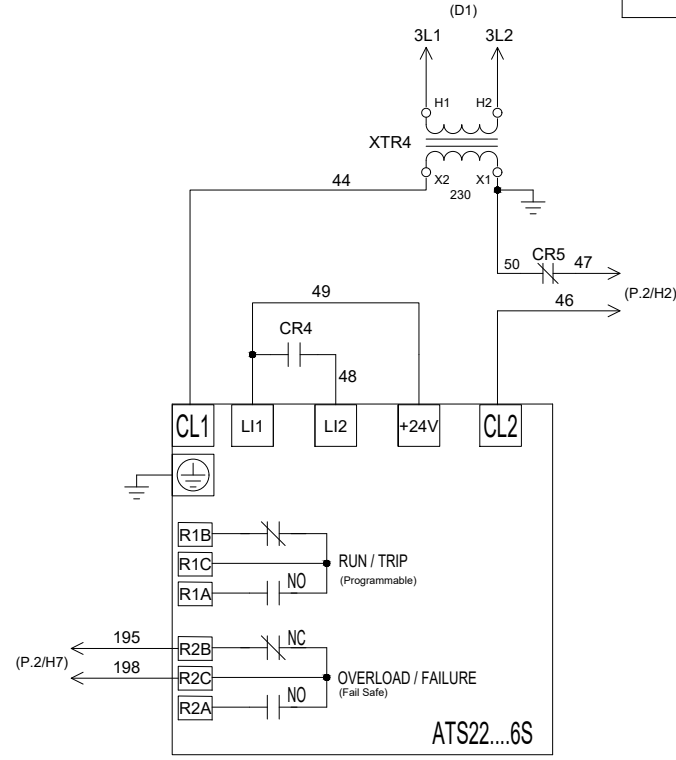 (D1)
3L1 3L2
H1 H2
XTR4
X2 X1
44 230
50 CR5 47
(P.2/H2)
49 46
CR4
48
CL1 LI1 LI2 +24V CL2
R1B
R1C RUN / TRIP
(Programmable)
R1A NO
195 R2B NC
(P.2/H7)
198 R2C OVERLOAD / FAILURE
(Fail Safe)
R2A NO
ATS22....6S